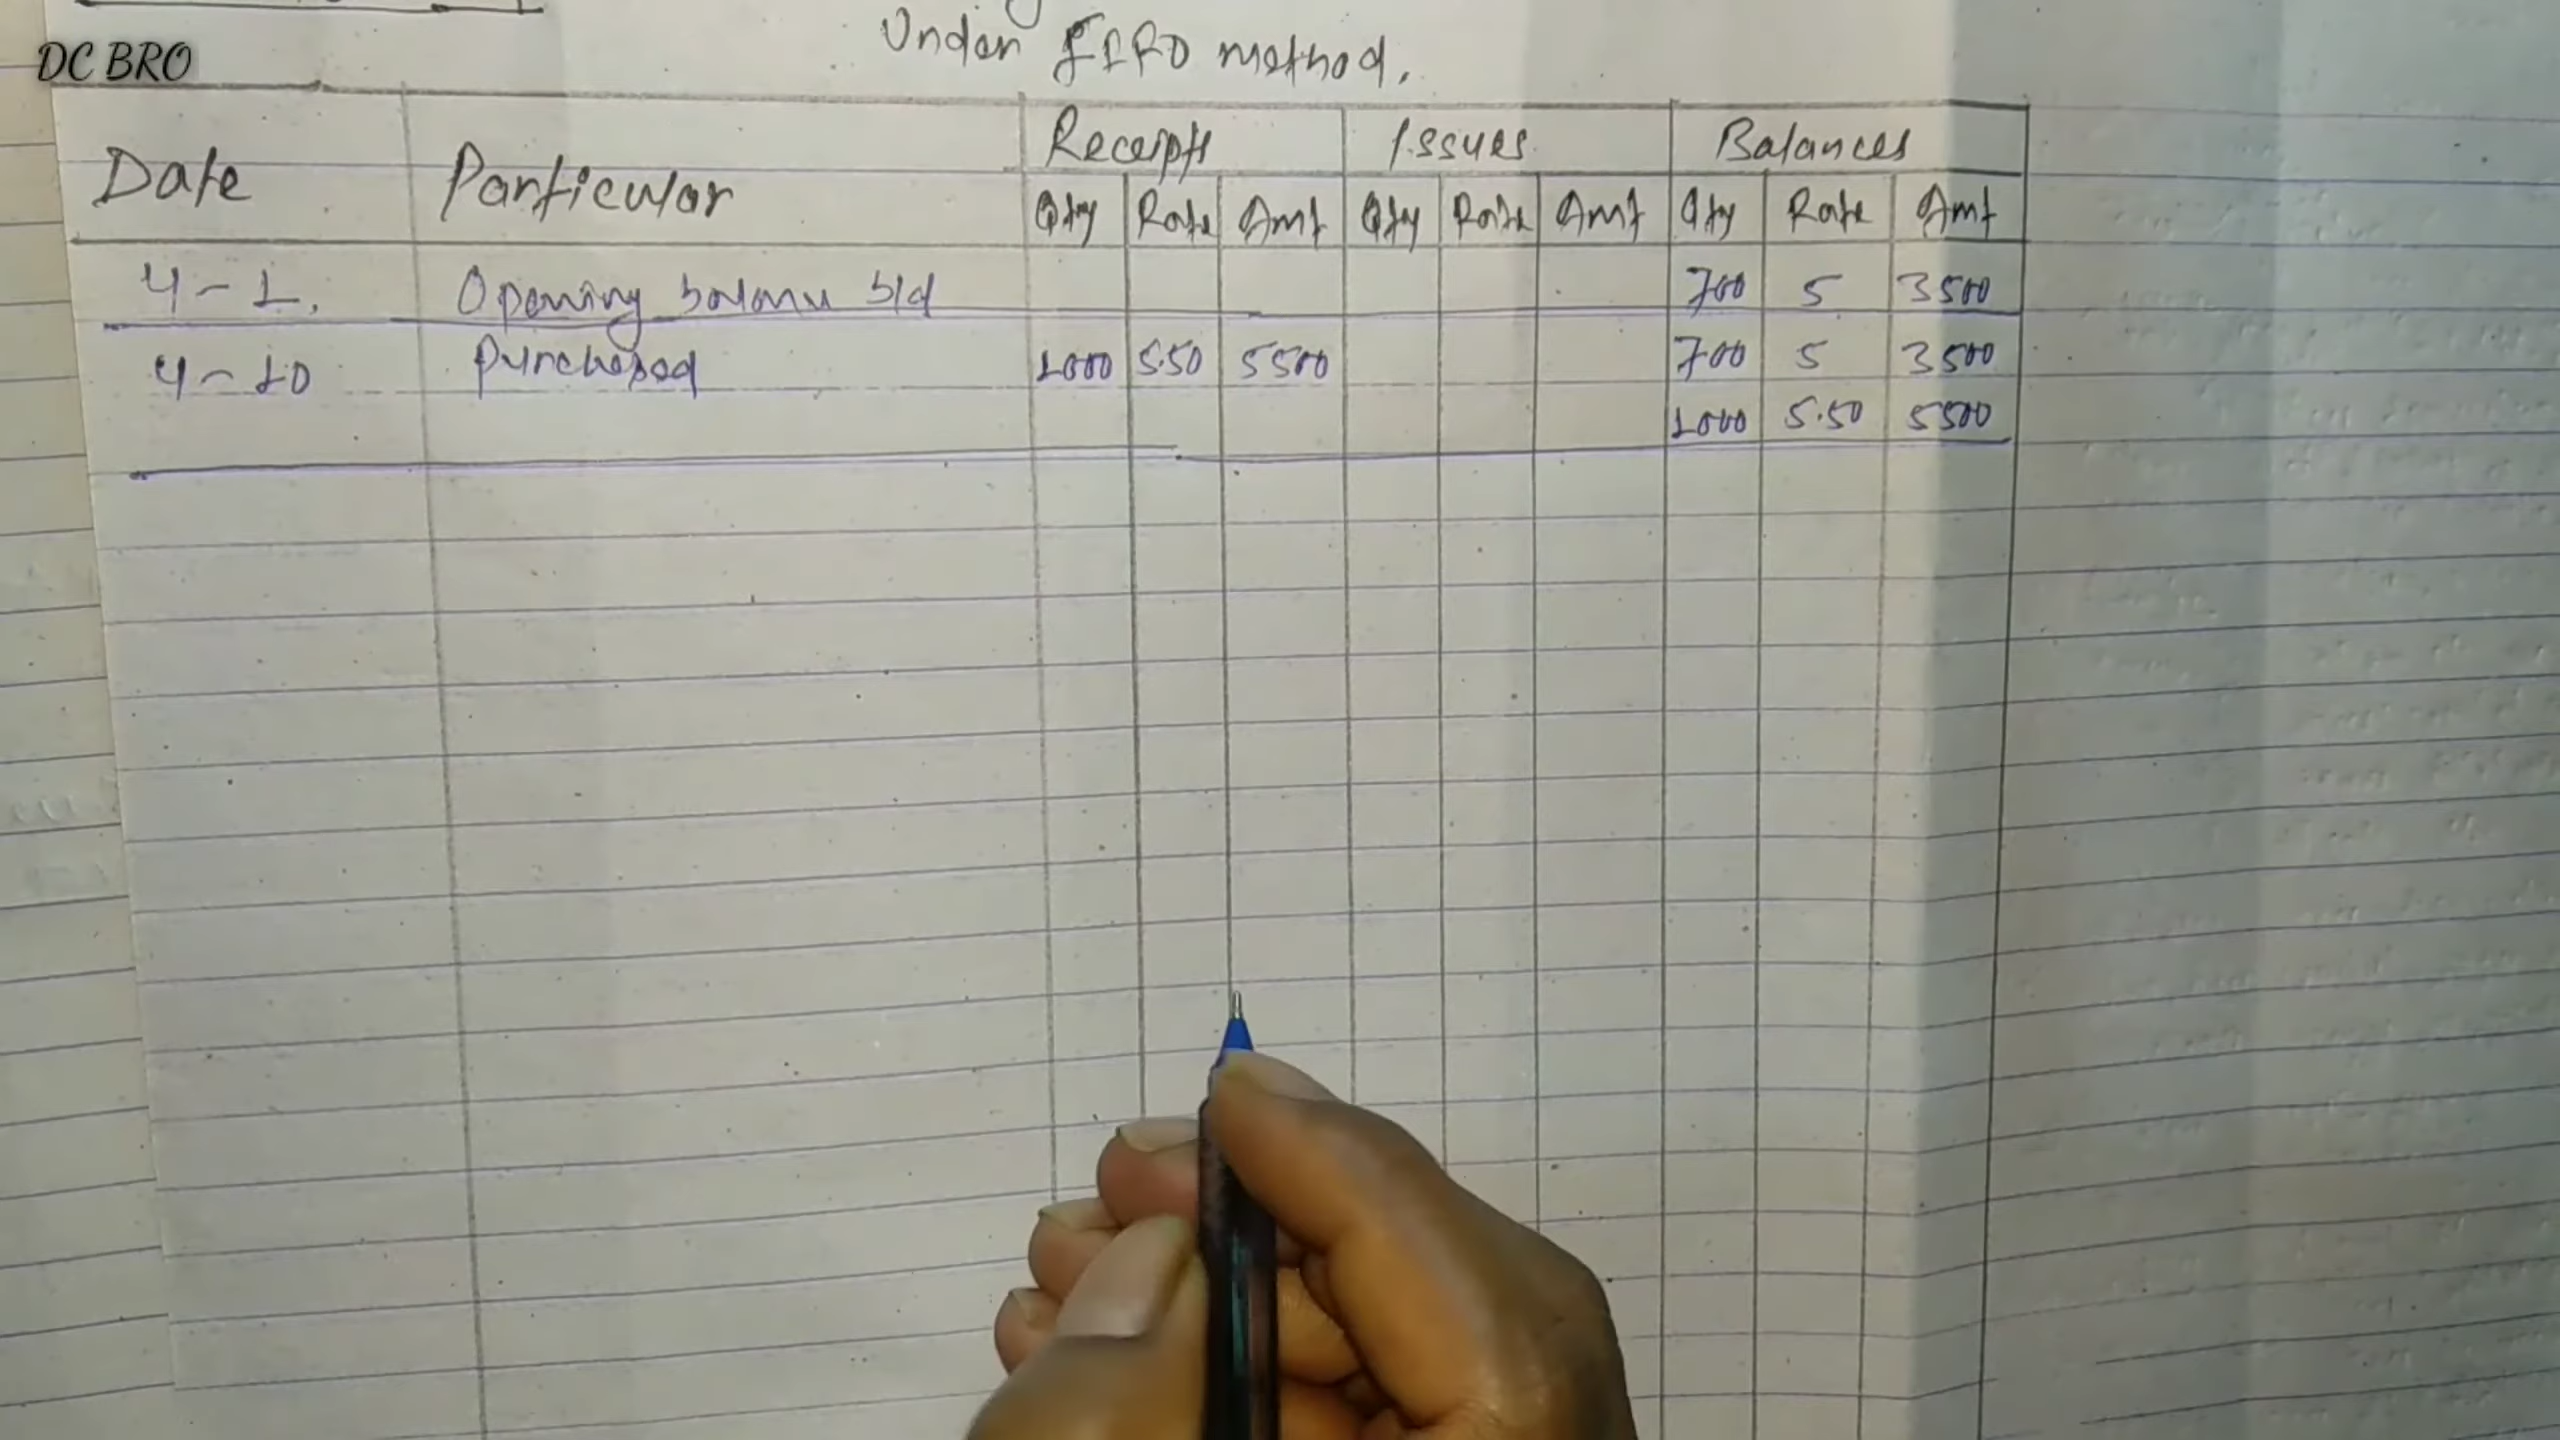 Under FIFO method.
DC BRO
Date Particular Receipts Issues Balances
Qty Rate Amt Qty Rate Amt Qty Rate Amt
4-1. Opening balance b/d 700 5 3500
4-10 Purchased 1000 5.50 5500 700 5 3500
1000 5.50 5500